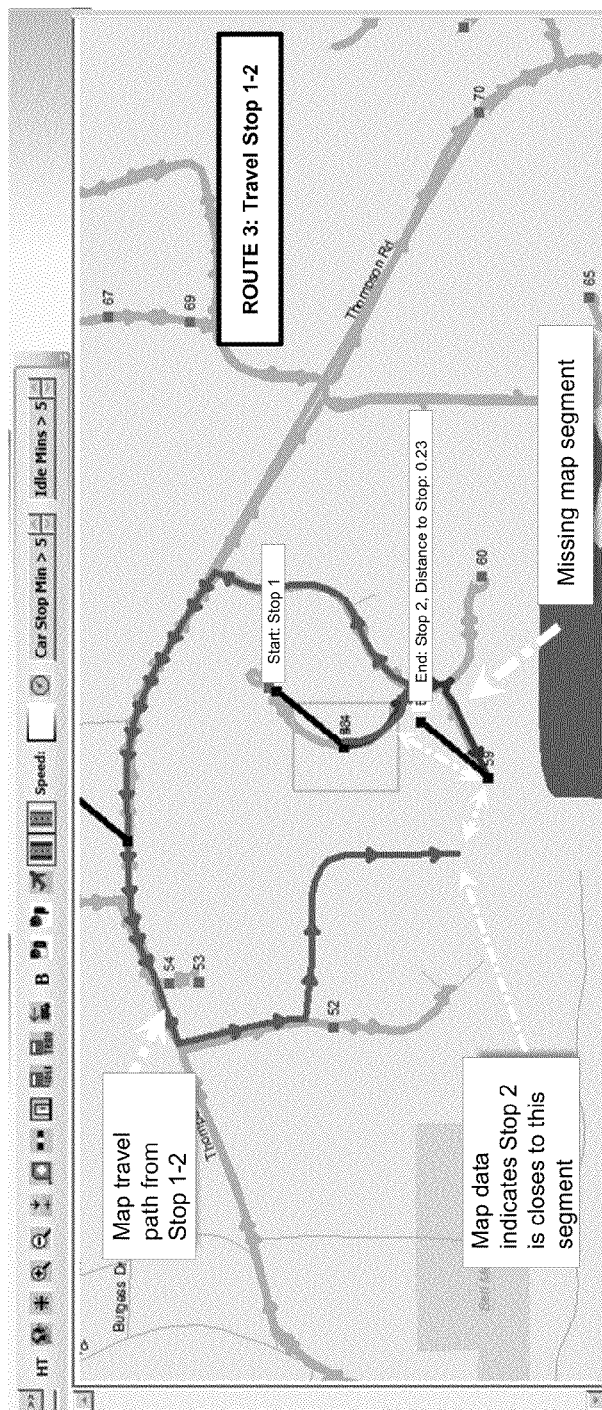 HT
B
Speed:
Car Stop Min > 5
Idle Mins > 5
ROUTE 3: Travel Stop 1-2
67
69
70
65
Thompson Rd
Start: Stop 1
End: Stop 2, Distance to Stop: 0.23
60
59
54
53
52
Map travel
path from
Stop 1-2
Missing map segment
Map data
indicates Stop 2
is closes to this
segment
Burgass Dr